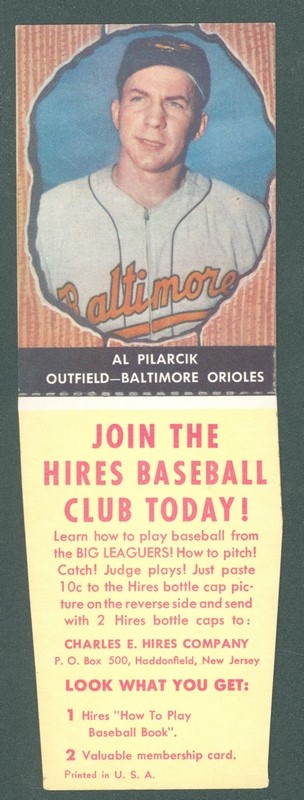 Baltimore
AL PILARCIK
OUTFIELD—BALTIMORE ORIOLES
JOIN THE
HIRES BASEBALL
CLUB TODAY!
Learn how to play baseball from
the BIG LEAGUERS! How to pitch!
Catch! Judge plays! Just paste
10c to the Hires bottle cap pic-
ture on the reverse side and send
with 2 Hires bottle caps to:
CHARLES E. HIRES COMPANY
P. O. Box 500, Haddonfield, New Jersey
LOOK WHAT YOU GET:
1 Hires "How To Play
Baseball Book".
2 Valuable membership card.
Printed in U. S. A.